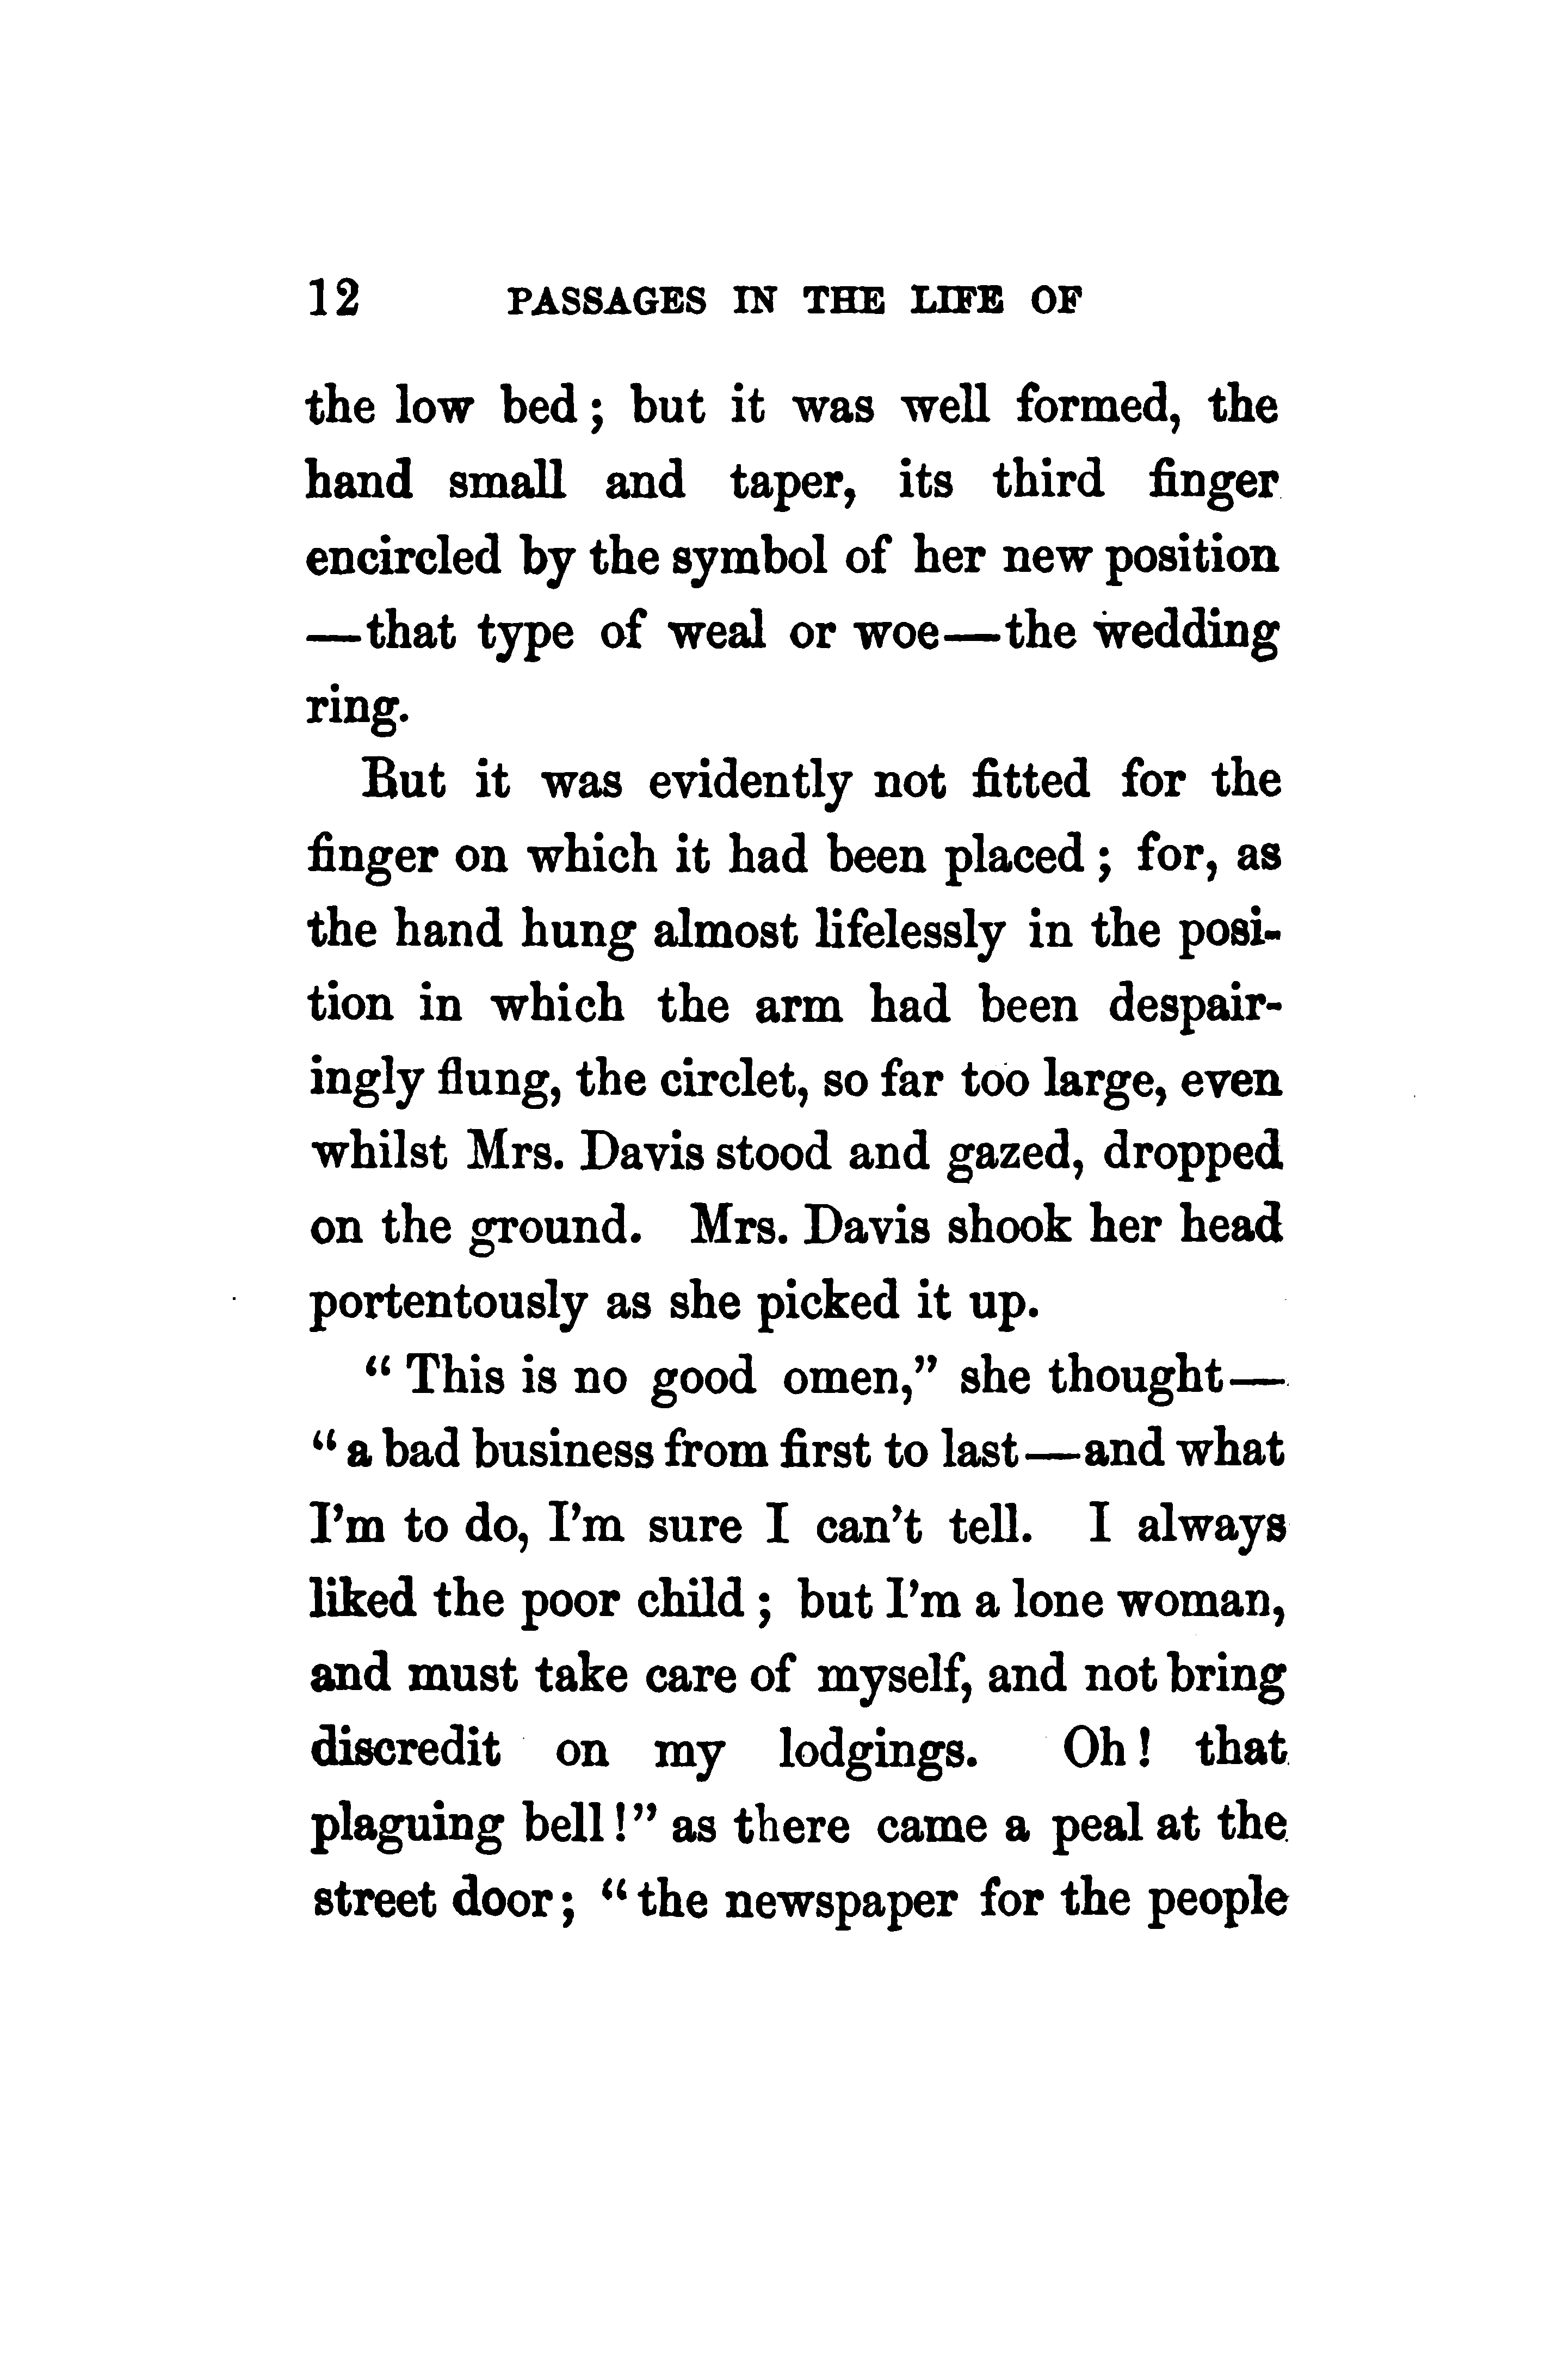 12 PASSAGES IN THE LIFE OF
the low bed; but it was well formed, the
hand small and taper, its third finger
encircled by the symbol of her new position
—that type of weal or woe—the wedding
ring.
But it was evidently not fitted for the
finger on which it had been placed; for, as
the hand hung almost lifelessly in the posi-
tion in which the arm had been despair-
ingly flung, the circlet, so far too large, even
whilst Mrs. Davis stood and gazed, dropped
on the ground. Mrs. Davis shook her head
portentously as she picked it up.
“This is no good omen,” she thought—
“a bad business from first to last—and what
I’m to do, I’m sure I can’t tell. I always
liked the poor child; but I’m a lone woman,
and must take care of myself, and not bring
discredit on my lodgings. Oh! that
plaguing bell!” as there came a peal at the
street door; “the newspaper for the people